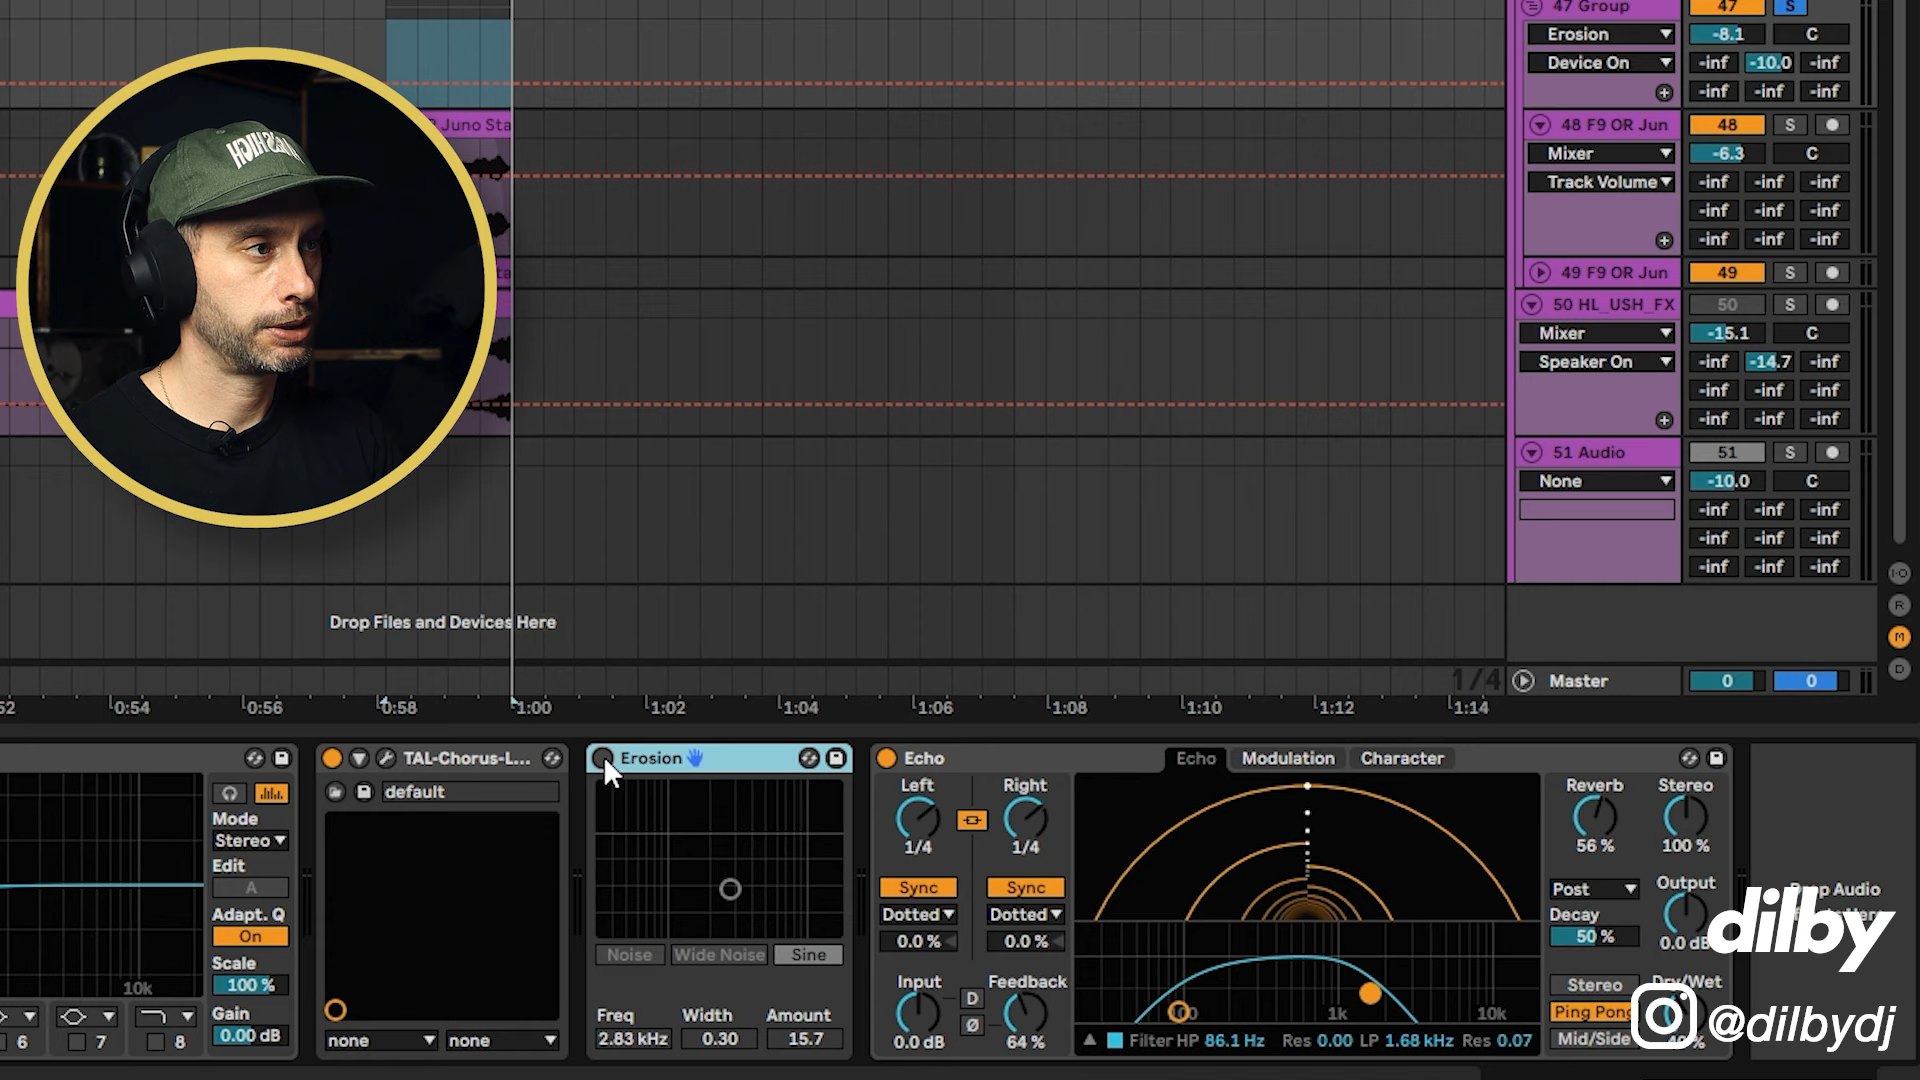 47 Group
47
S
Erosion
-8.1
C
Device On
-inf
-10.0
-inf
-inf
-inf
-inf
Juno Sta
48 F9 OR Jun
48
S
Mixer
-6.3
C
Track Volume
-inf
-inf
-inf
-inf
-inf
-inf
-inf
-inf
-inf
49 F9 OR Jun
49
S
50 HL_USH_FX
50
S
Mixer
-15.1
C
Speaker On
-inf
-14.7
-inf
-inf
-inf
-inf
-inf
-inf
-inf
51 Audio
51
S
None
-10.0
C
-inf
-inf
-inf
-inf
-inf
-inf
-inf
-inf
-inf
Drop Files and Devices Here
1/4
Master
0
0
I·O
R
M
D
52
0:54
0:56
0:58
1:00
1:02
1:04
1:06
1:08
1:10
1:12
1:14
Mode
Stereo
Edit
A
Adapt. Q
On
Scale
100 %
Gain
0.00 dB
10k
6
7
8
TAL-Chorus-L...
default
none
none
Erosion
Noise
Wide Noise
Sine
Freq
Width
Amount
2.83 kHz
0.30
15.7
Echo
Echo
Modulation
Character
Left
Right
1/4
1/4
Sync
Sync
Dotted
Dotted
0.0 %
0.0 %
Input
D
Feedback
Ø
0.0 dB
64 %
100
1k
10k
Filter HP 86.1 Hz Res 0.00 LP 1.68 kHz Res 0.07
Reverb
Stereo
56 %
100 %
Post
Output
Decay
50 %
0.0 dB
Stereo
Dry/Wet
Ping Pong
Mid/Side
Drop Audio
dilby
@dilbydj